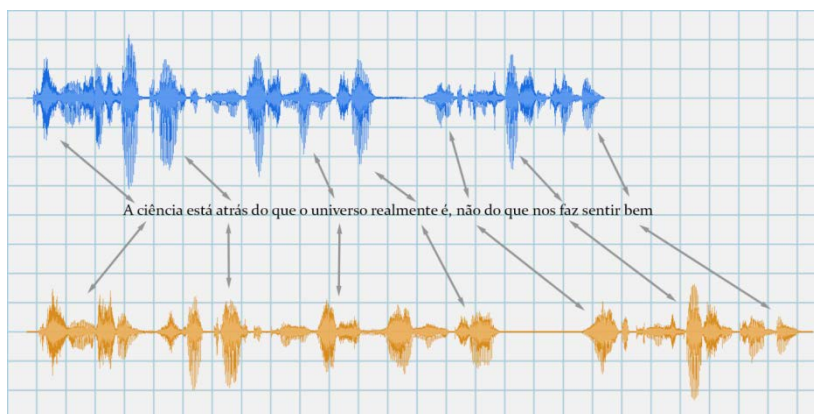 A ciência está atrás do que o universo realmente é, não do que nos faz sentir bem